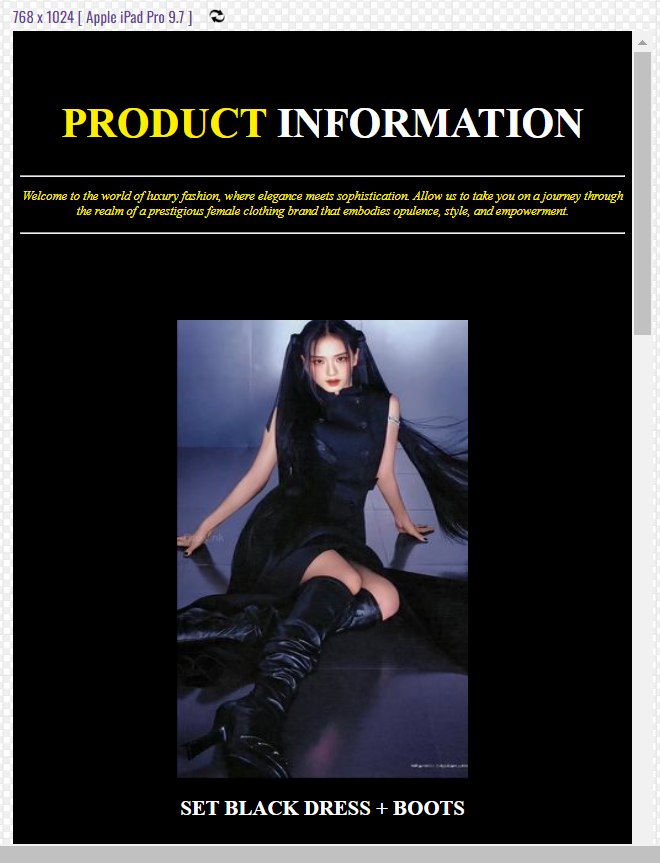 768 x 1024 [ Apple iPad Pro 9.7 ]
PRODUCT INFORMATION
Welcome to the world of luxury fashion, where elegance meets sophistication. Allow us to take you on a journey through
the realm of a prestigious female clothing brand that embodies opulence, style, and empowerment.
SET BLACK DRESS + BOOTS